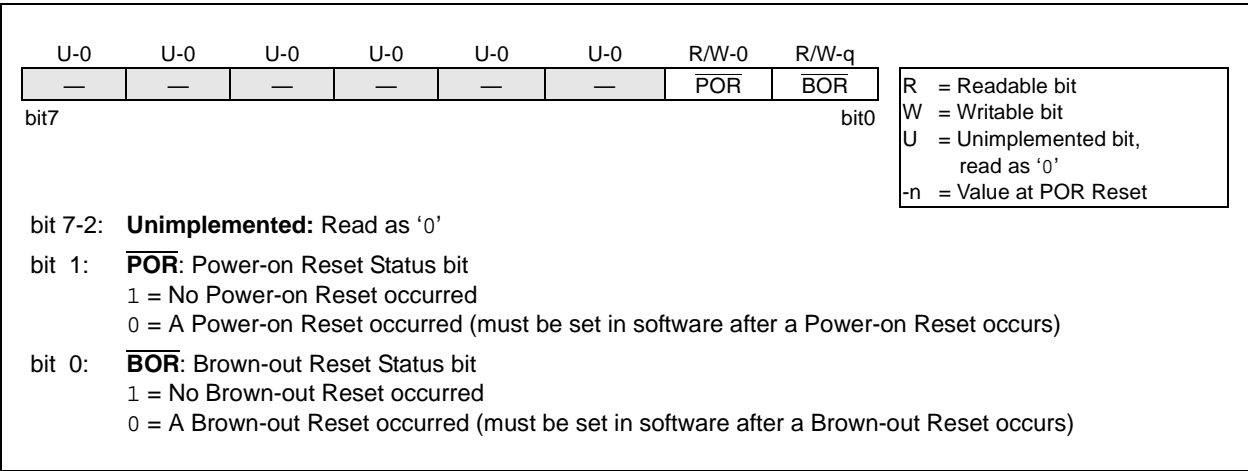 U-0 U-0 U-0 U-0 U-0 U-0 R/W-0 R/W-q
— — — — — — POR BOR
bit7 bit0
R = Readable bit
W = Writable bit
U = Unimplemented bit,
read as ‘0’
-n = Value at POR Reset
bit 7-2: Unimplemented: Read as ‘0’
bit 1: POR: Power-on Reset Status bit
1 = No Power-on Reset occurred
0 = A Power-on Reset occurred (must be set in software after a Power-on Reset occurs)
bit 0: BOR: Brown-out Reset Status bit
1 = No Brown-out Reset occurred
0 = A Brown-out Reset occurred (must be set in software after a Brown-out Reset occurs)